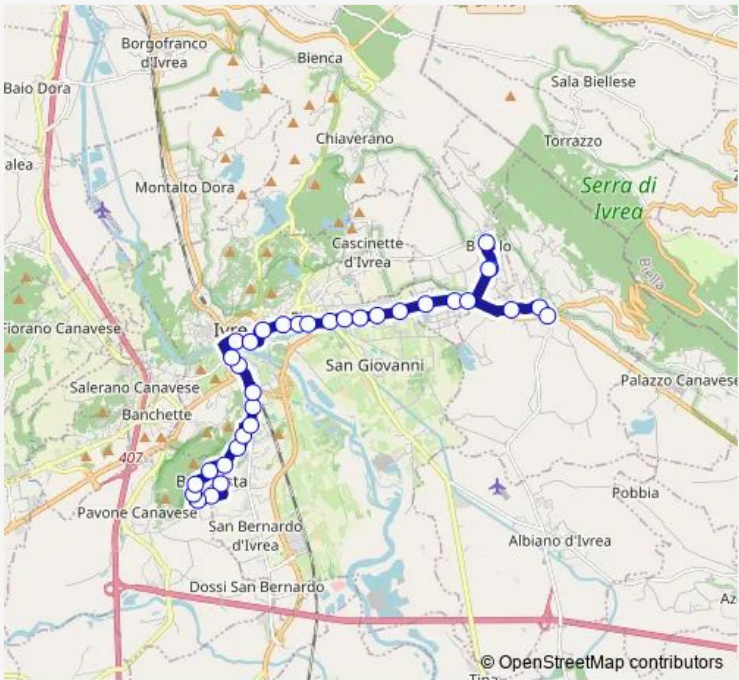 Borgofranco
d'Ivrea
Bienca
Baio Dora
Sala Biellese
Chiaverano
Torrazzo
alea
Montalto Dora
Serra di
Ivrea
Cascinette
d'Ivrea
Brella
Fiorano Canavese
San Giovanni
Salerano Canavese
Palazzo Canavese
Banchette
407
Pavone Canavese
San Bernardo
d'Ivrea
Pobbia
Albiano d'Ivrea
Dossi San Bernardo
Az
© OpenStreetMap contributors